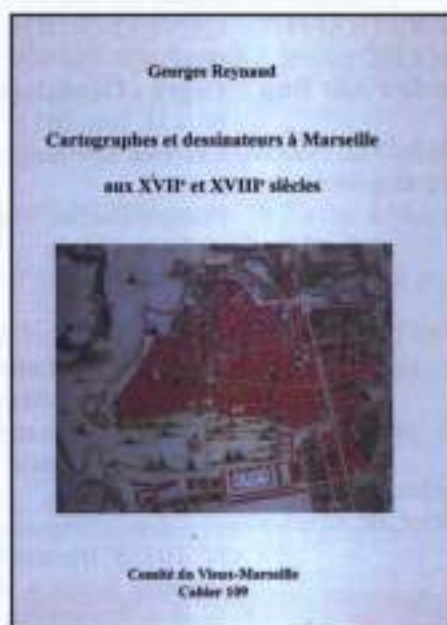 Georges Reynaud
Cartographes et dessinateurs à Marseille
aux XVIIe et XVIIIe siècles
Comité du Vieux-Marseille
Cahier 109